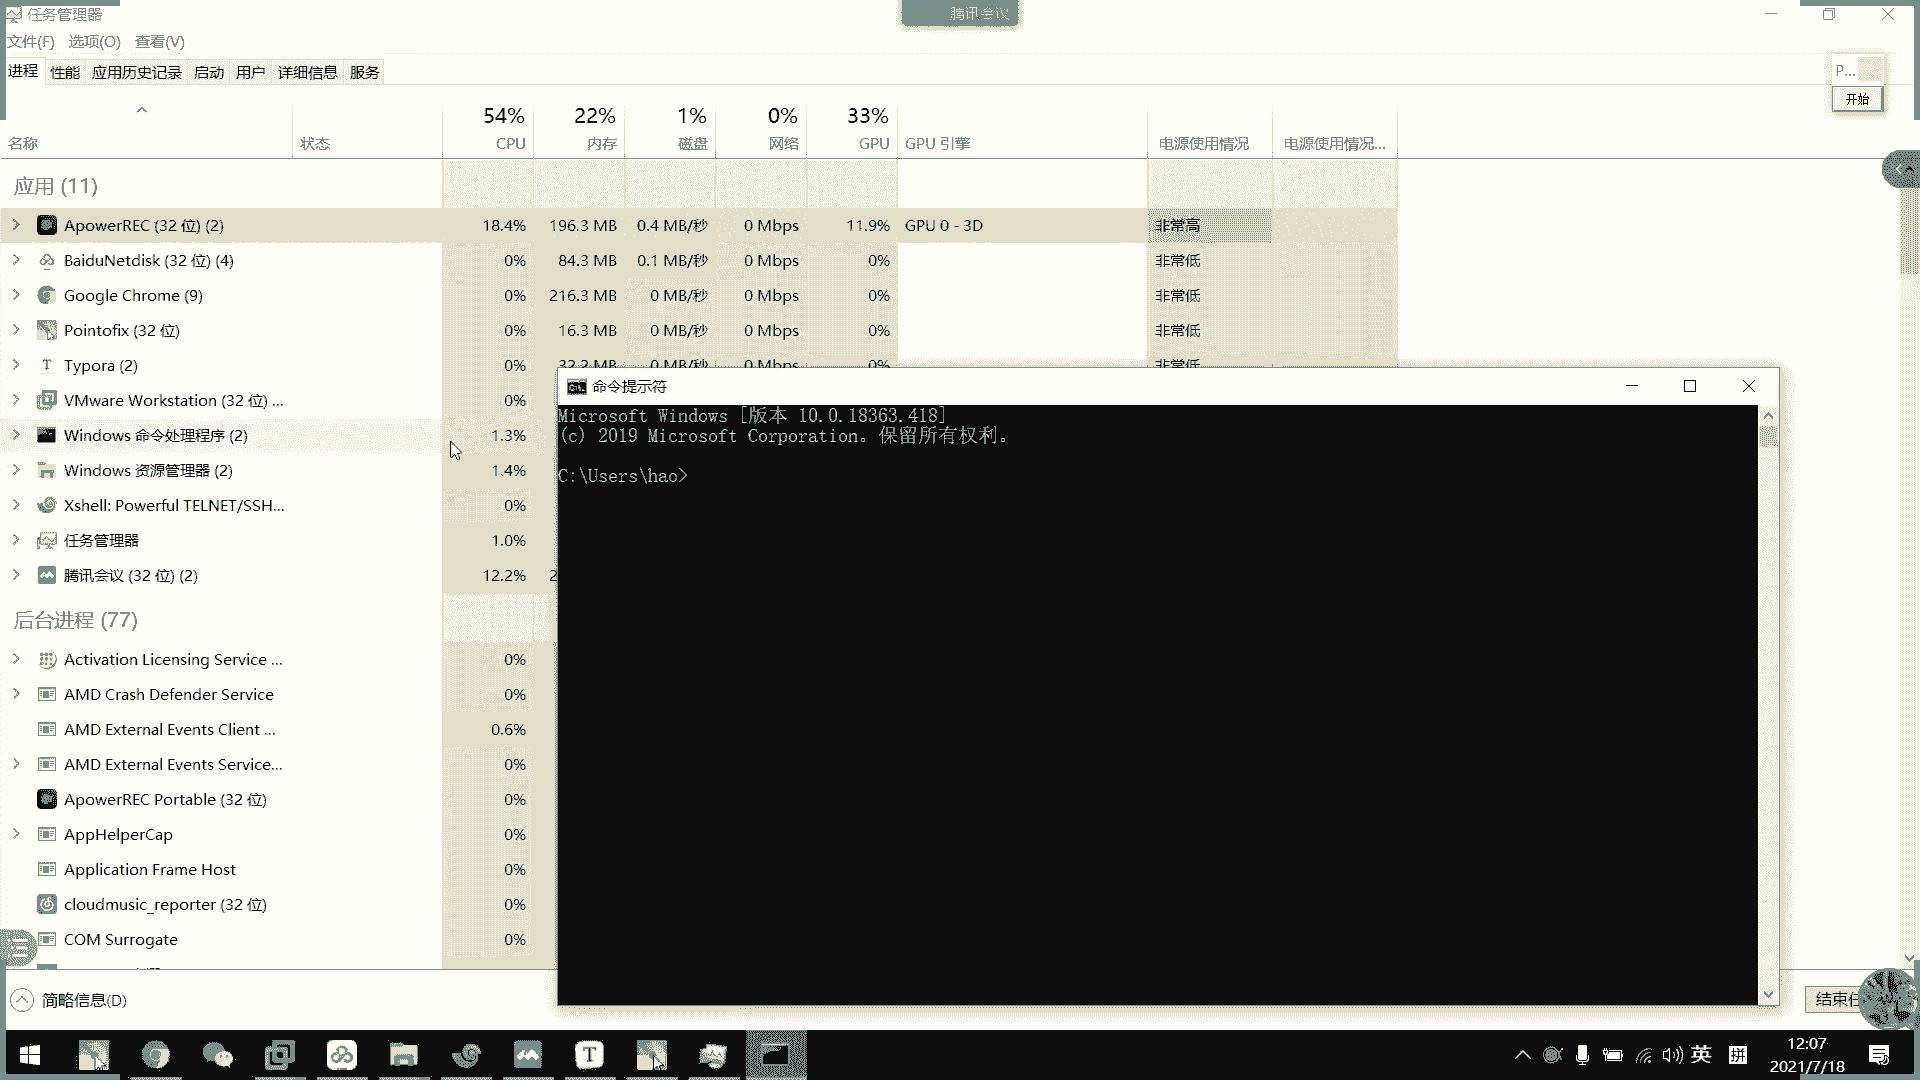 任务管理器
腾讯会议
文件(F) 选项(O) 查看(V)
进程 性能 应用历史记录 启动 用户 详细信息 服务
P...
开始
54% 22% 1% 0% 33%
名称 状态 CPU 内存 磁盘 网络 GPU GPU 引擎 电源使用情况 电源使用情况...
应用 (11)
ApowerREC (32 位) (2) 18.4% 196.3 MB 0.4 MB/秒 0 Mbps 11.9% GPU 0 - 3D 非常高
BaiduNetdisk (32 位) (4) 0% 84.3 MB 0.1 MB/秒 0 Mbps 0% 非常低
Google Chrome (9) 0% 216.3 MB 0 MB/秒 0 Mbps 0% 非常低
Pointofix (32 位) 0% 16.3 MB 0 MB/秒 0 Mbps 0% 非常低
Typora (2) 0% 32.2 MB 0 MB/秒 0 Mbps 0% 非常低
VMware Workstation (32 位) ... 0%
Windows 命令处理程序 (2) 1.3%
Windows 资源管理器 (2) 1.4%
Xshell: Powerful TELNET/SSH... 0%
任务管理器 1.0%
腾讯会议 (32 位) (2) 12.2% 2
后台进程 (77)
Activation Licensing Service ... 0%
AMD Crash Defender Service 0%
AMD External Events Client ... 0.6%
AMD External Events Service... 0%
ApowerREC Portable (32 位) 0%
AppHelperCap 0%
Application Frame Host 0%
cloudmusic_reporter (32 位) 0%
COM Surrogate 0%
简略信息(D)
结束任
命令提示符
Microsoft Windows [版本 10.0.18363.418]
(c) 2019 Microsoft Corporation。保留所有权利。
C:\Users\hao>
英 拼
12:07
2021/7/18